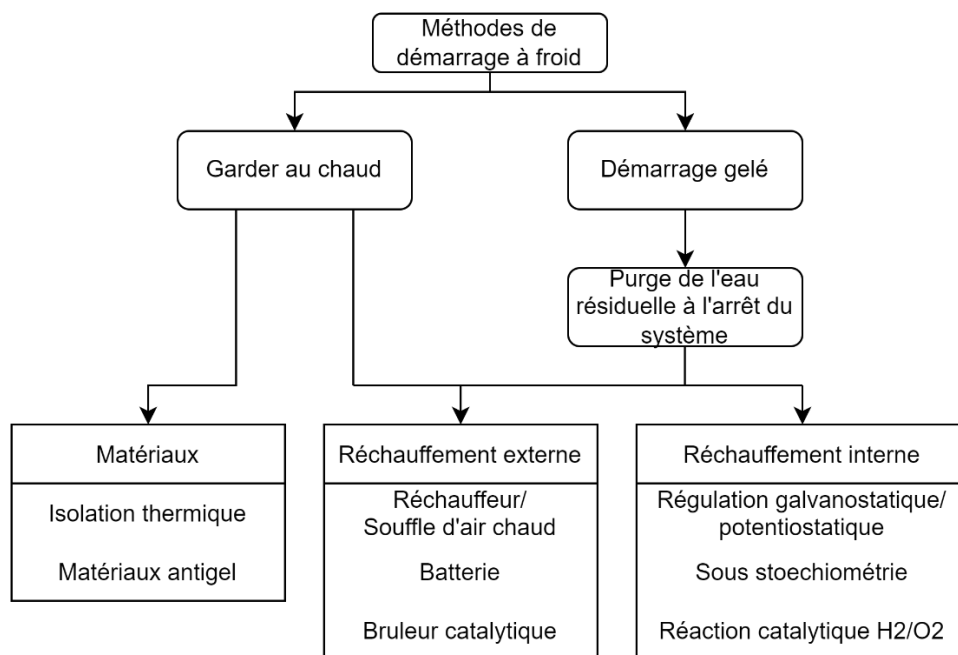 Méthodes de
démarrage à froid
Garder au chaud
Démarrage gelé
Purge de l'eau
résiduelle à l'arrêt du
système
Matériaux
Isolation thermique
Matériaux antigel
Réchauffement externe
Réchauffeur/
Souffle d'air chaud
Batterie
Bruleur catalytique
Réchauffement interne
Régulation galvanostatique/
potentiostatique
Sous stoechiométrie
Réaction catalytique H2/O2